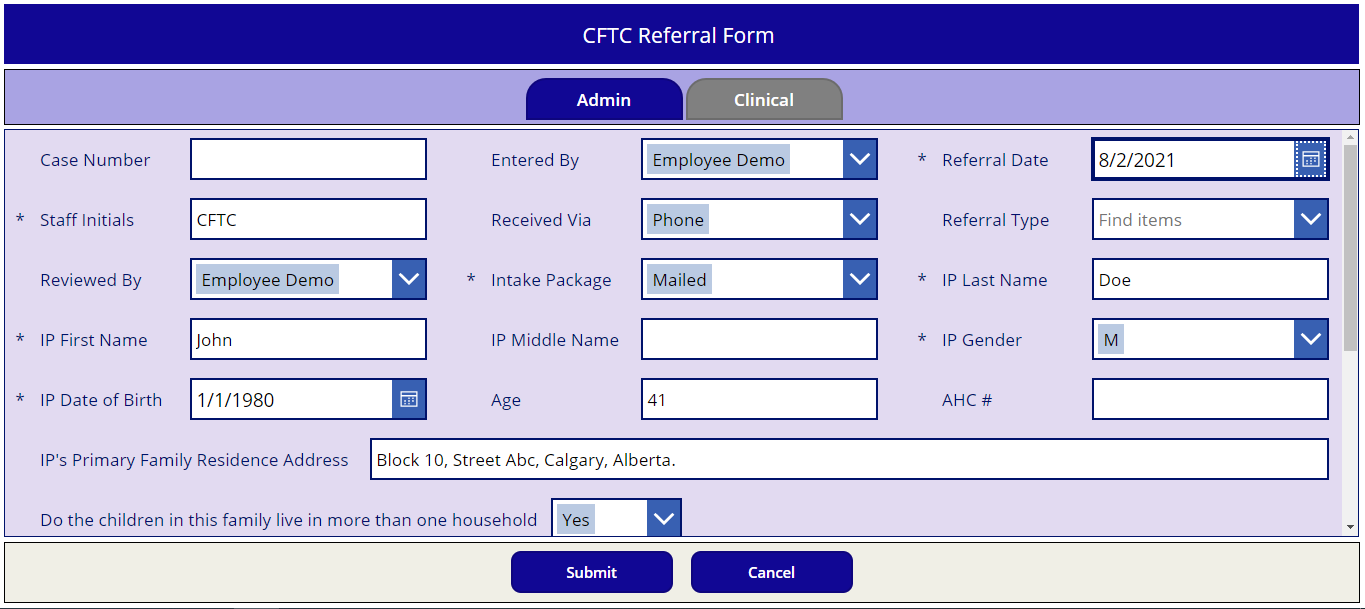 CFTC Referral Form
Admin Clinical
Case Number Entered By Employee Demo * Referral Date 8/2/2021
* Staff Initials CFTC Received Via Phone Referral Type Find items
Reviewed By Employee Demo * Intake Package Mailed * IP Last Name Doe
* IP First Name John IP Middle Name * IP Gender M
* IP Date of Birth 1/1/1980 Age 41 AHC #
IP's Primary Family Residence Address Block 10, Street Abc, Calgary, Alberta.
Do the children in this family live in more than one household Yes
Submit Cancel